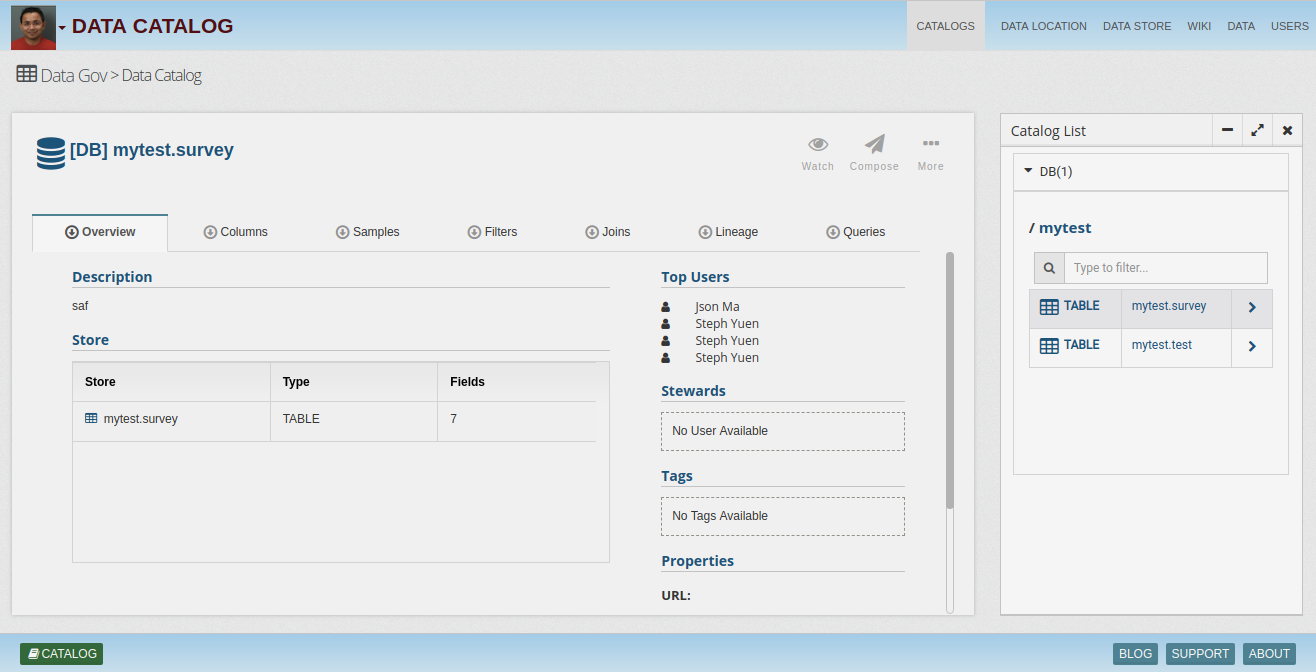 DATA CATALOG
CATALOGS DATA LOCATION DATA STORE WIKI DATA USERS
Data Gov > Data Catalog
[DB] mytest.survey
Watch Compose More
Overview Columns Samples Filters Joins Lineage Queries
Description
saf
Store
Store Type Fields
mytest.survey TABLE 7
Top Users
Json Ma
Steph Yuen
Steph Yuen
Steph Yuen
Stewards
No User Available
Tags
No Tags Available
Properties
URL:
Catalog List
DB(1)
/ mytest
Type to filter...
TABLE mytest.survey
TABLE mytest.test
CATALOG
BLOG SUPPORT ABOUT